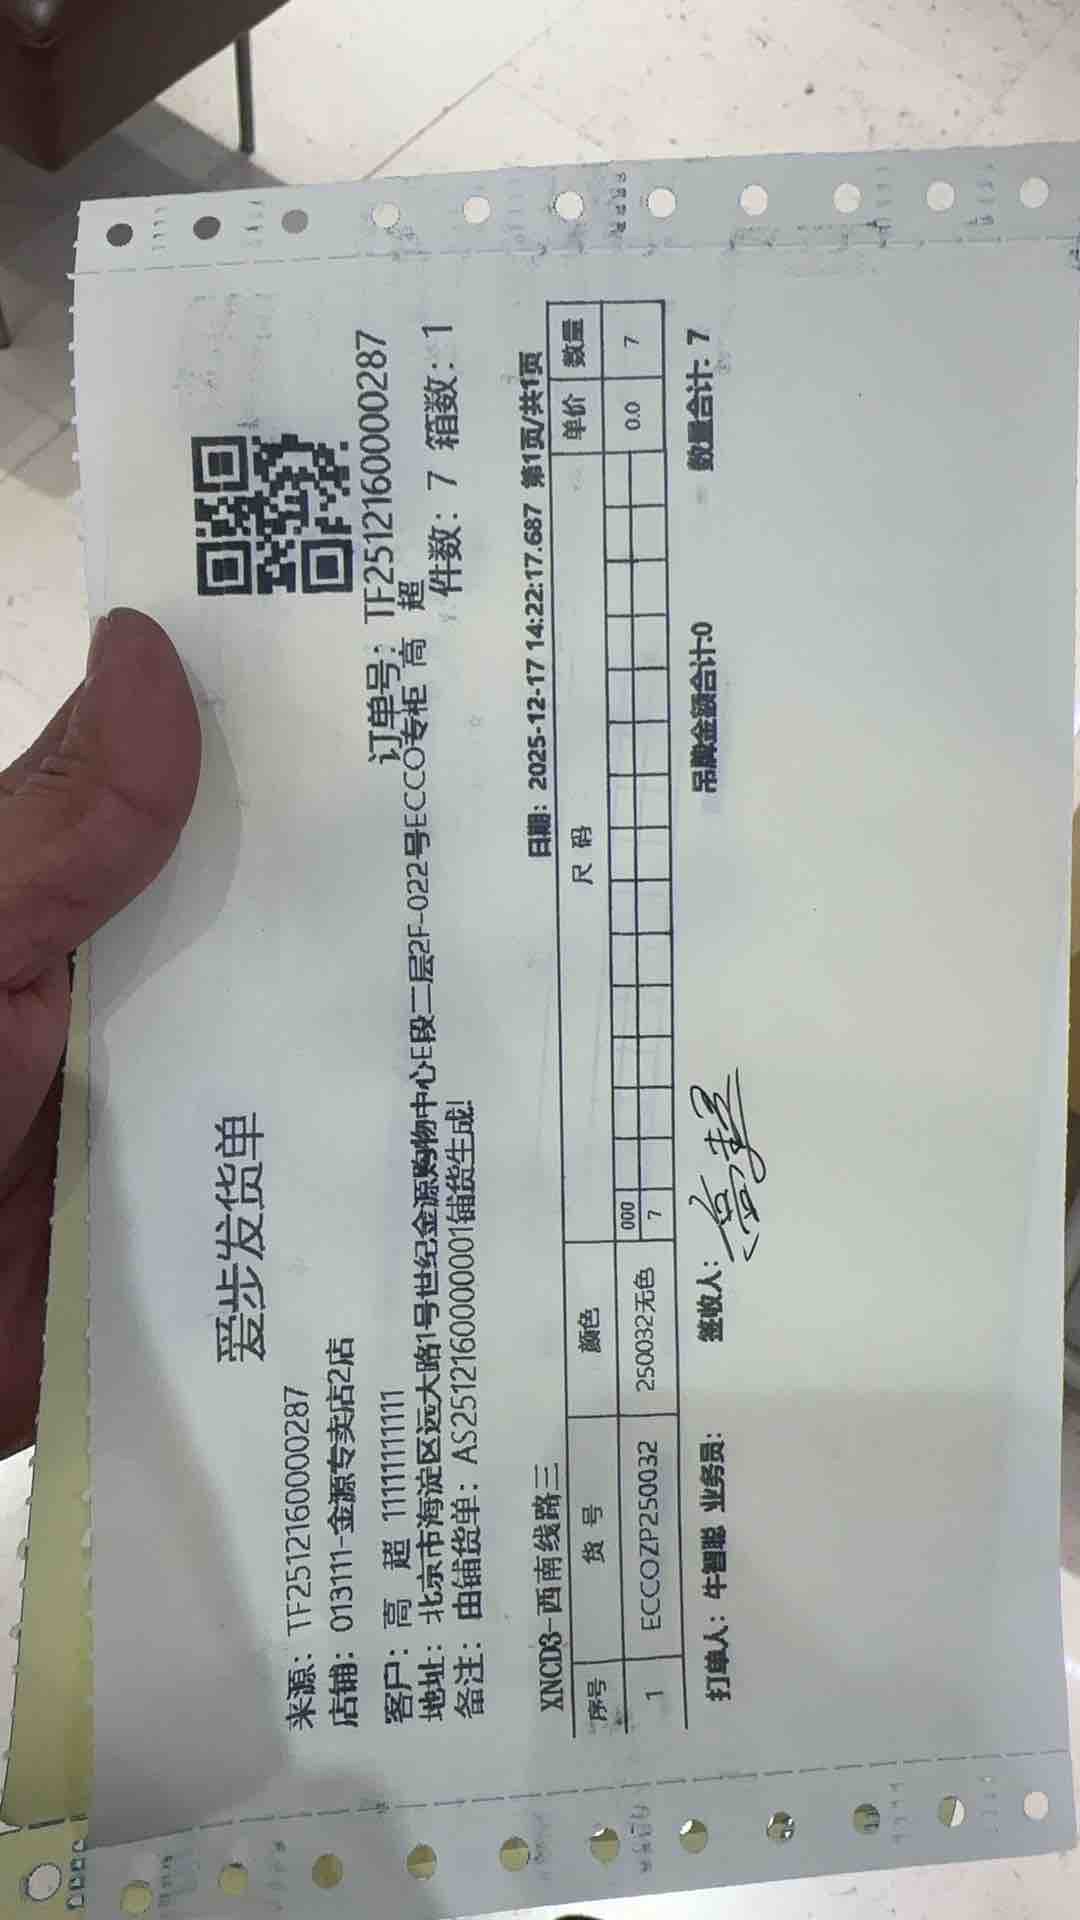 爱步发货单
来源：TF2512160000287
店铺：013111-金源专卖店2店
订单号：TF2512160000287
客户：高 超 11111111111
地址：北京市海淀区远大路1号世纪金源购物中心E段二层2F-022号ECCO专柜 高 超
备注：由铺货单：AS2512160000001铺货生成!
件数：7 箱数：1
XNCD3-西南线路三 日期：2025-12-17 14:22:17.687 第1页/共1页
序号 货 号 颜色 尺 码 单价 数量
000
1 ECCOZP250032 250032无色 7 0.0 7
打单人：牛智聪 业务员： 签收人：高超 吊牌金额合计:0 数量合计：7